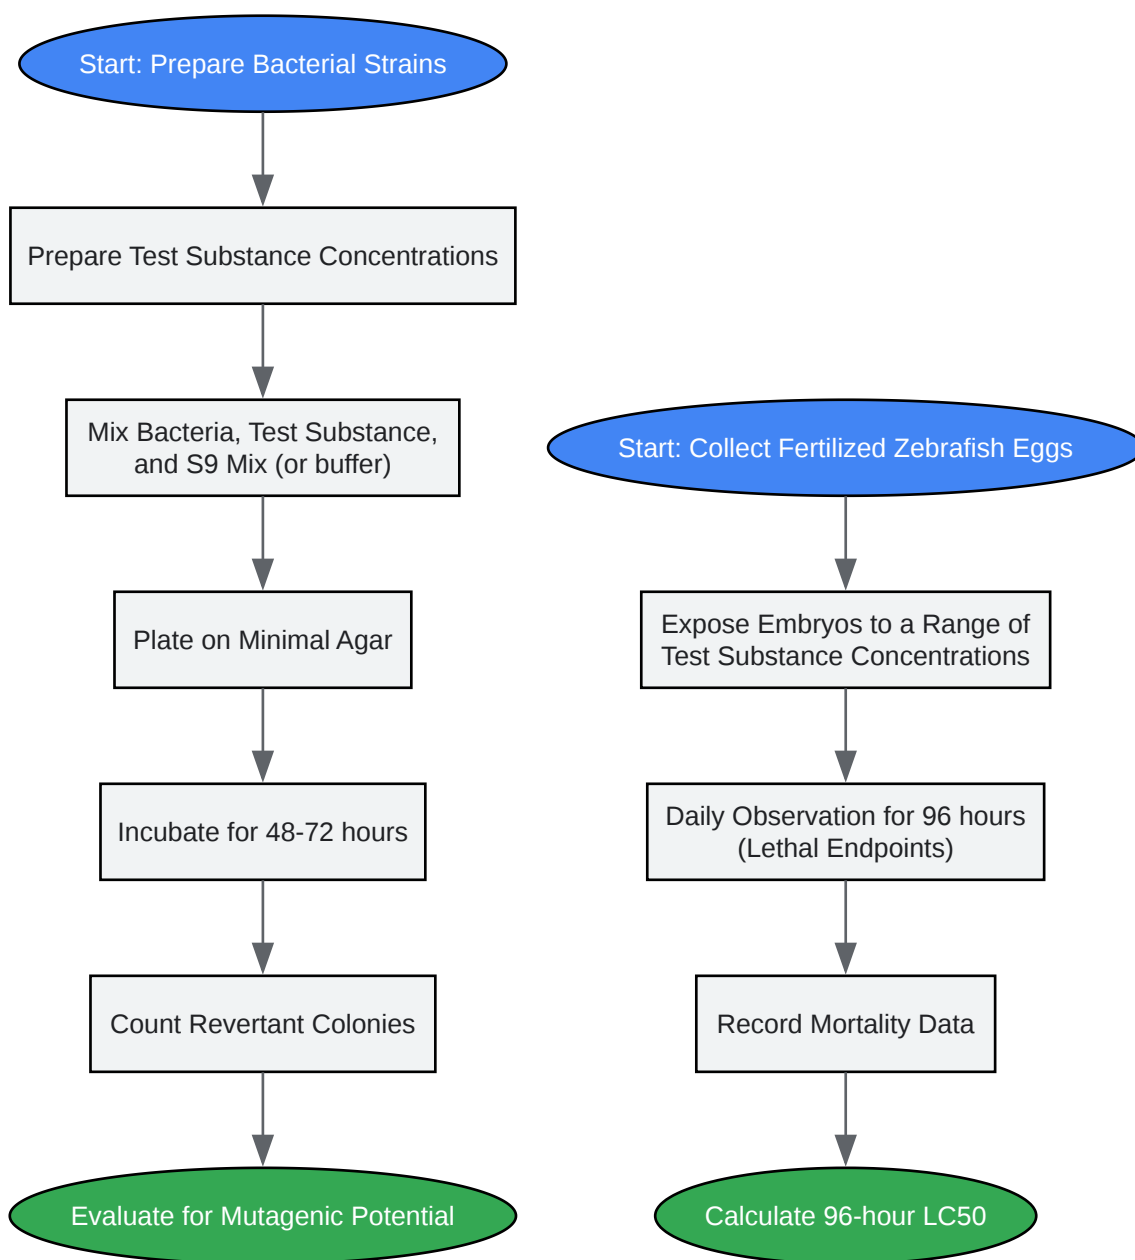 Start: Prepare Bacterial Strains
Prepare Test Substance Concentrations
Mix Bacteria, Test Substance,
and S9 Mix (or buffer)
Plate on Minimal Agar
Incubate for 48-72 hours
Count Revertant Colonies
Evaluate for Mutagenic Potential
Start: Collect Fertilized Zebrafish Eggs
Expose Embryos to a Range of
Test Substance Concentrations
Daily Observation for 96 hours
(Lethal Endpoints)
Record Mortality Data
Calculate 96-hour LC50